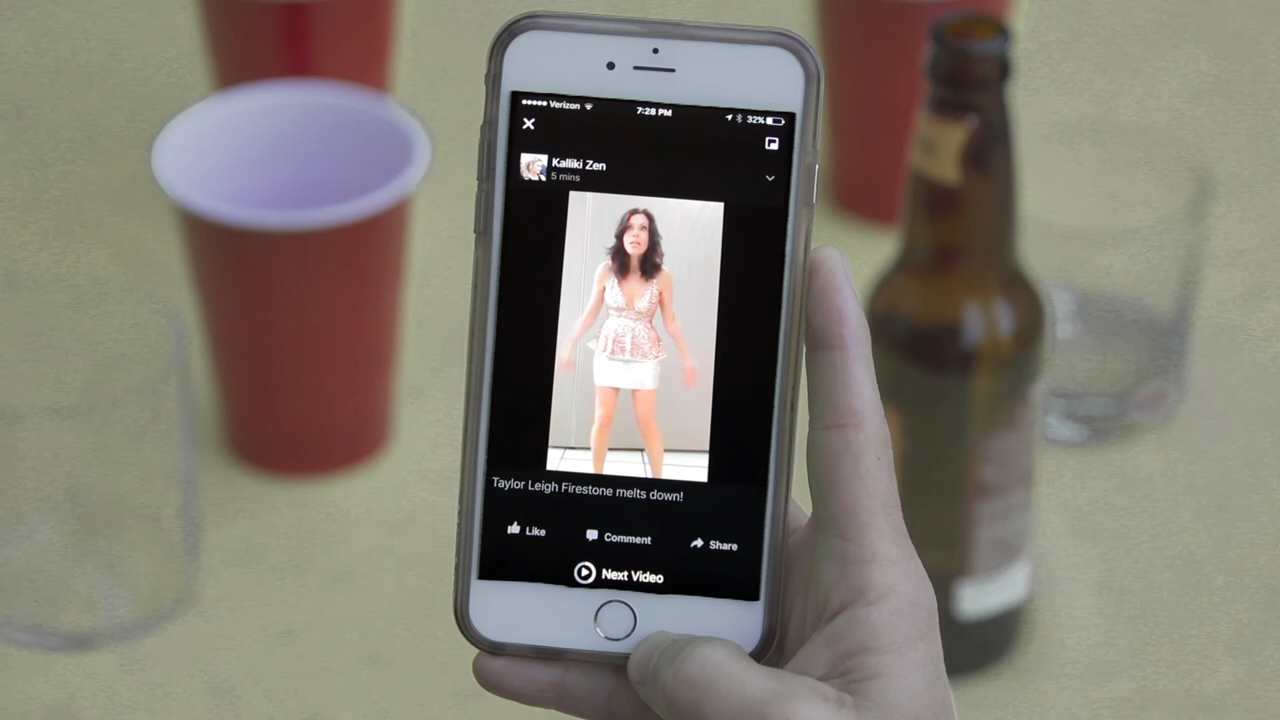 Verizon 7:28 PM 32%
Kalliki Zen
5 mins
Taylor Leigh Firestone melts down!
Like Comment Share
Next Video